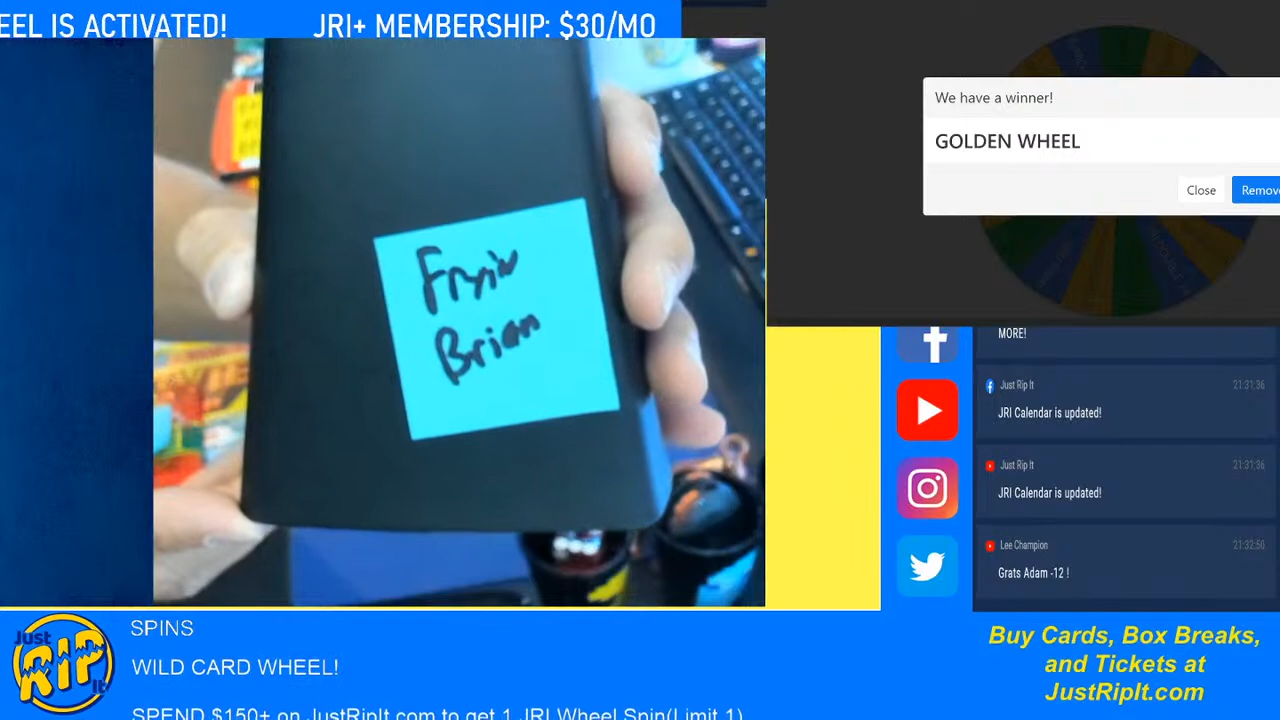 EEL IS ACTIVATED!
JRI+ MEMBERSHIP: $30/MO
We have a winner!
GOLDEN WHEEL
Close
Remove
Brian
MORE!
Just Rip It
21:31:36
JRI Calendar is updated!
Just Rip It
21:31:36
JRI Calendar is updated!
Lee Champion
21:32:50
Grats Adam -12 !
Just
RIP
It
SPINS
WILD CARD WHEEL!
SPEND $150+ on JustRipIt.com to get 1 JRI Wheel Spin(Limit 1)
Buy Cards, Box Breaks,
and Tickets at
JustRipIt.com